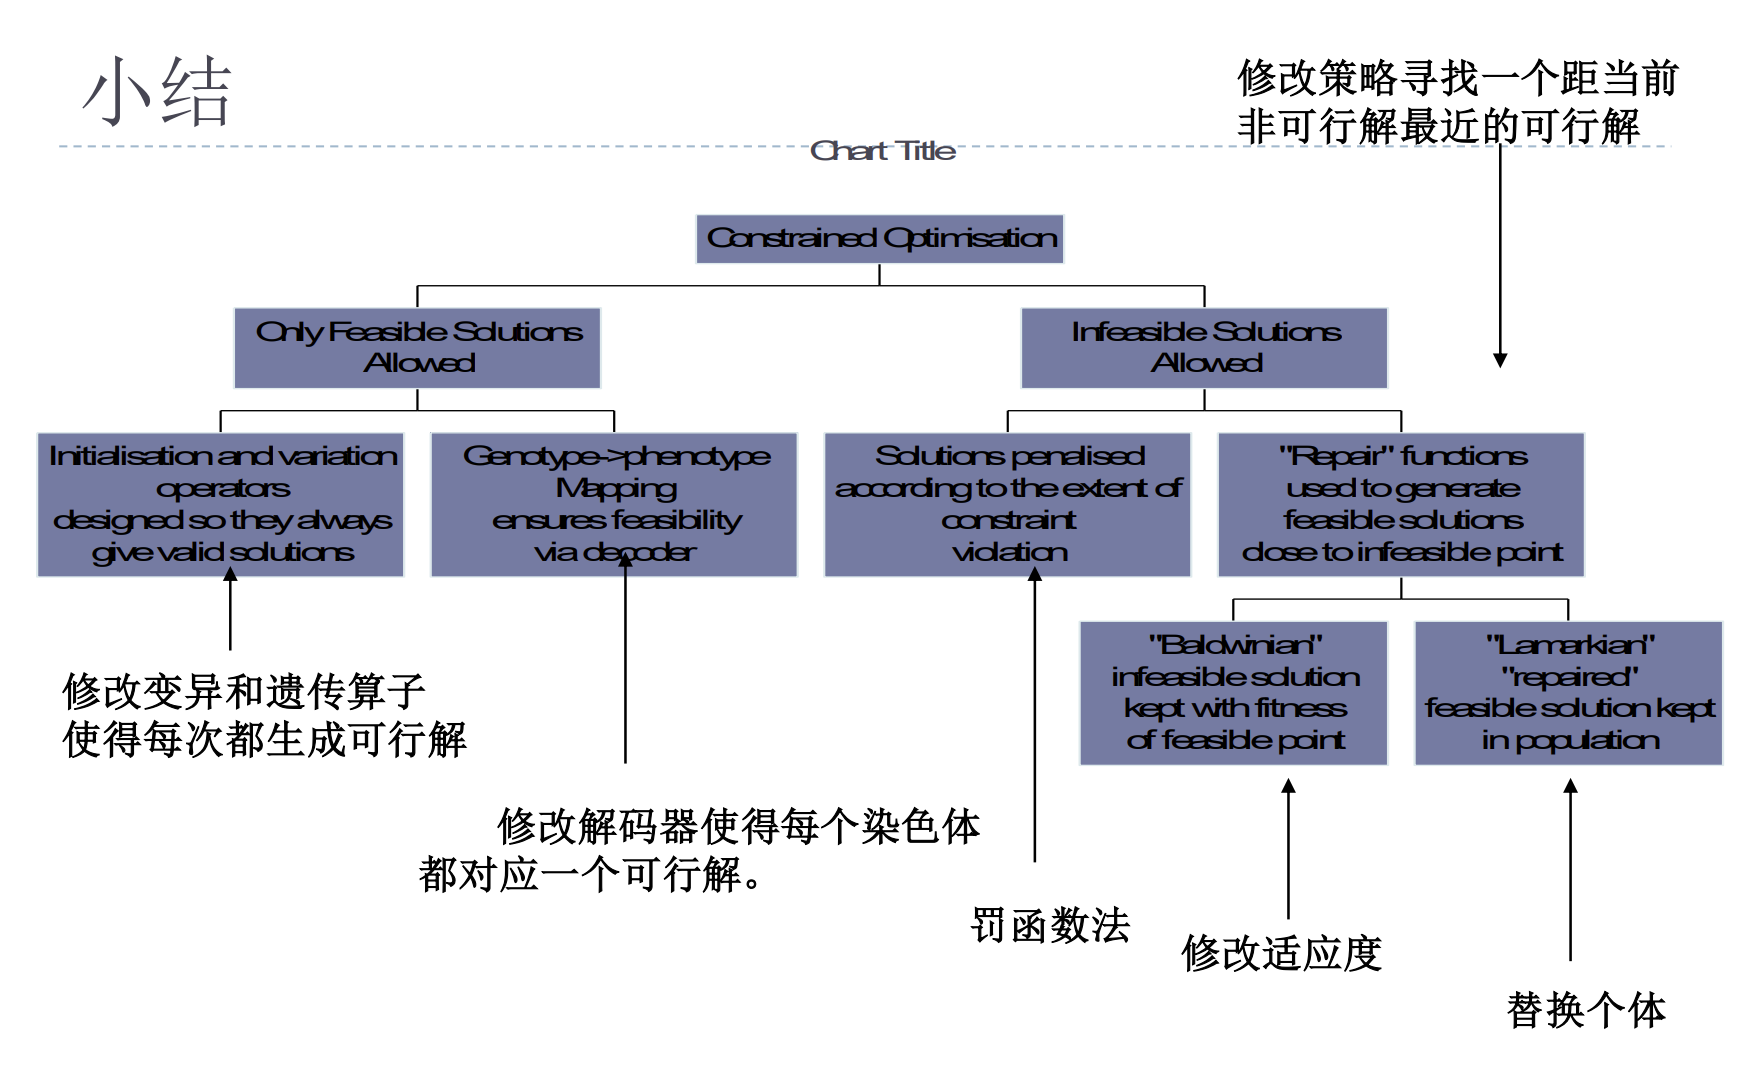 小结
修改策略寻找一个距当前
非可行解最近的可行解
Chart Title
Constrained Optimisation
Only Feasible Solutions
Allowed
Infeasible Solutions
Allowed
Initialisation and variation
operators
designed so they always
give valid solutions
Genotype->phenotype
Mapping
ensures feasibility
via decoder
Solutions penalised
according to the extent of
constraint
violation
"Repair" functions
used to generate
feasible solutions
close to infeasible point
"Baldwinian"
infeasible solution
kept with fitness
of feasible point
"Lamarkian"
"repaired"
feasible solution kept
in population
修改变异和遗传算子
使得每次都生成可行解
修改解码器使得每个染色体
都对应一个可行解。
罚函数法
修改适应度
替换个体